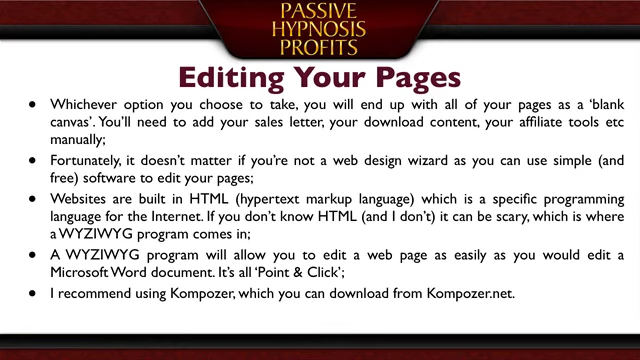 PASSIVE
HYPNOSIS
PROFITS
Editing Your Pages
● Whichever option you choose to take, you will end up with all of your pages as a ‘blank
canvas’. You’ll need to add your sales letter, your download content, your affiliate tools etc
manually;
● Fortunately, it doesn’t matter if you’re not a web design wizard as you can use simple (and
free) software to edit your pages;
● Websites are built in HTML (hypertext markup language) which is a specific programming
language for the Internet. If you don’t know HTML (and I don’t) it can be scary, which is where
a WYZIWYG program comes in;
● A WYZIWYG program will allow you to edit a web page as easily as you would edit a
Microsoft Word document. It’s all ‘Point & Click’;
● I recommend using Kompozer, which you can download from Kompozer.net.